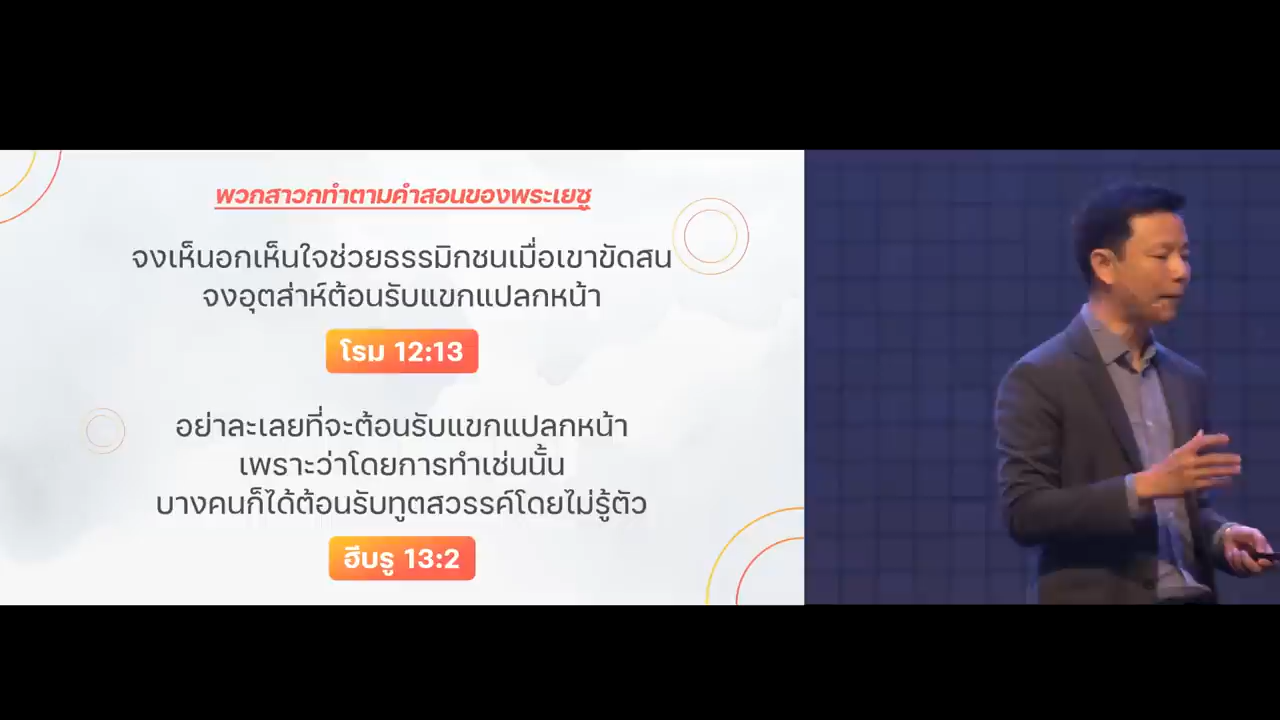 พวกสาวกทำตามคำสอนของพระเยซู
จงเห็นอกเห็นใจช่วยธรรมิกชนเมื่อเขาขัดสน
จงอุตส่าห์ต้อนรับแขกแปลกหน้า
โรม 12:13
อย่าละเลยที่จะต้อนรับแขกแปลกหน้า
เพราะว่าโดยการทำเช่นนั้น
บางคนก็ได้ต้อนรับทูตสวรรค์โดยไม่รู้ตัว
ฮีบรู 13:2